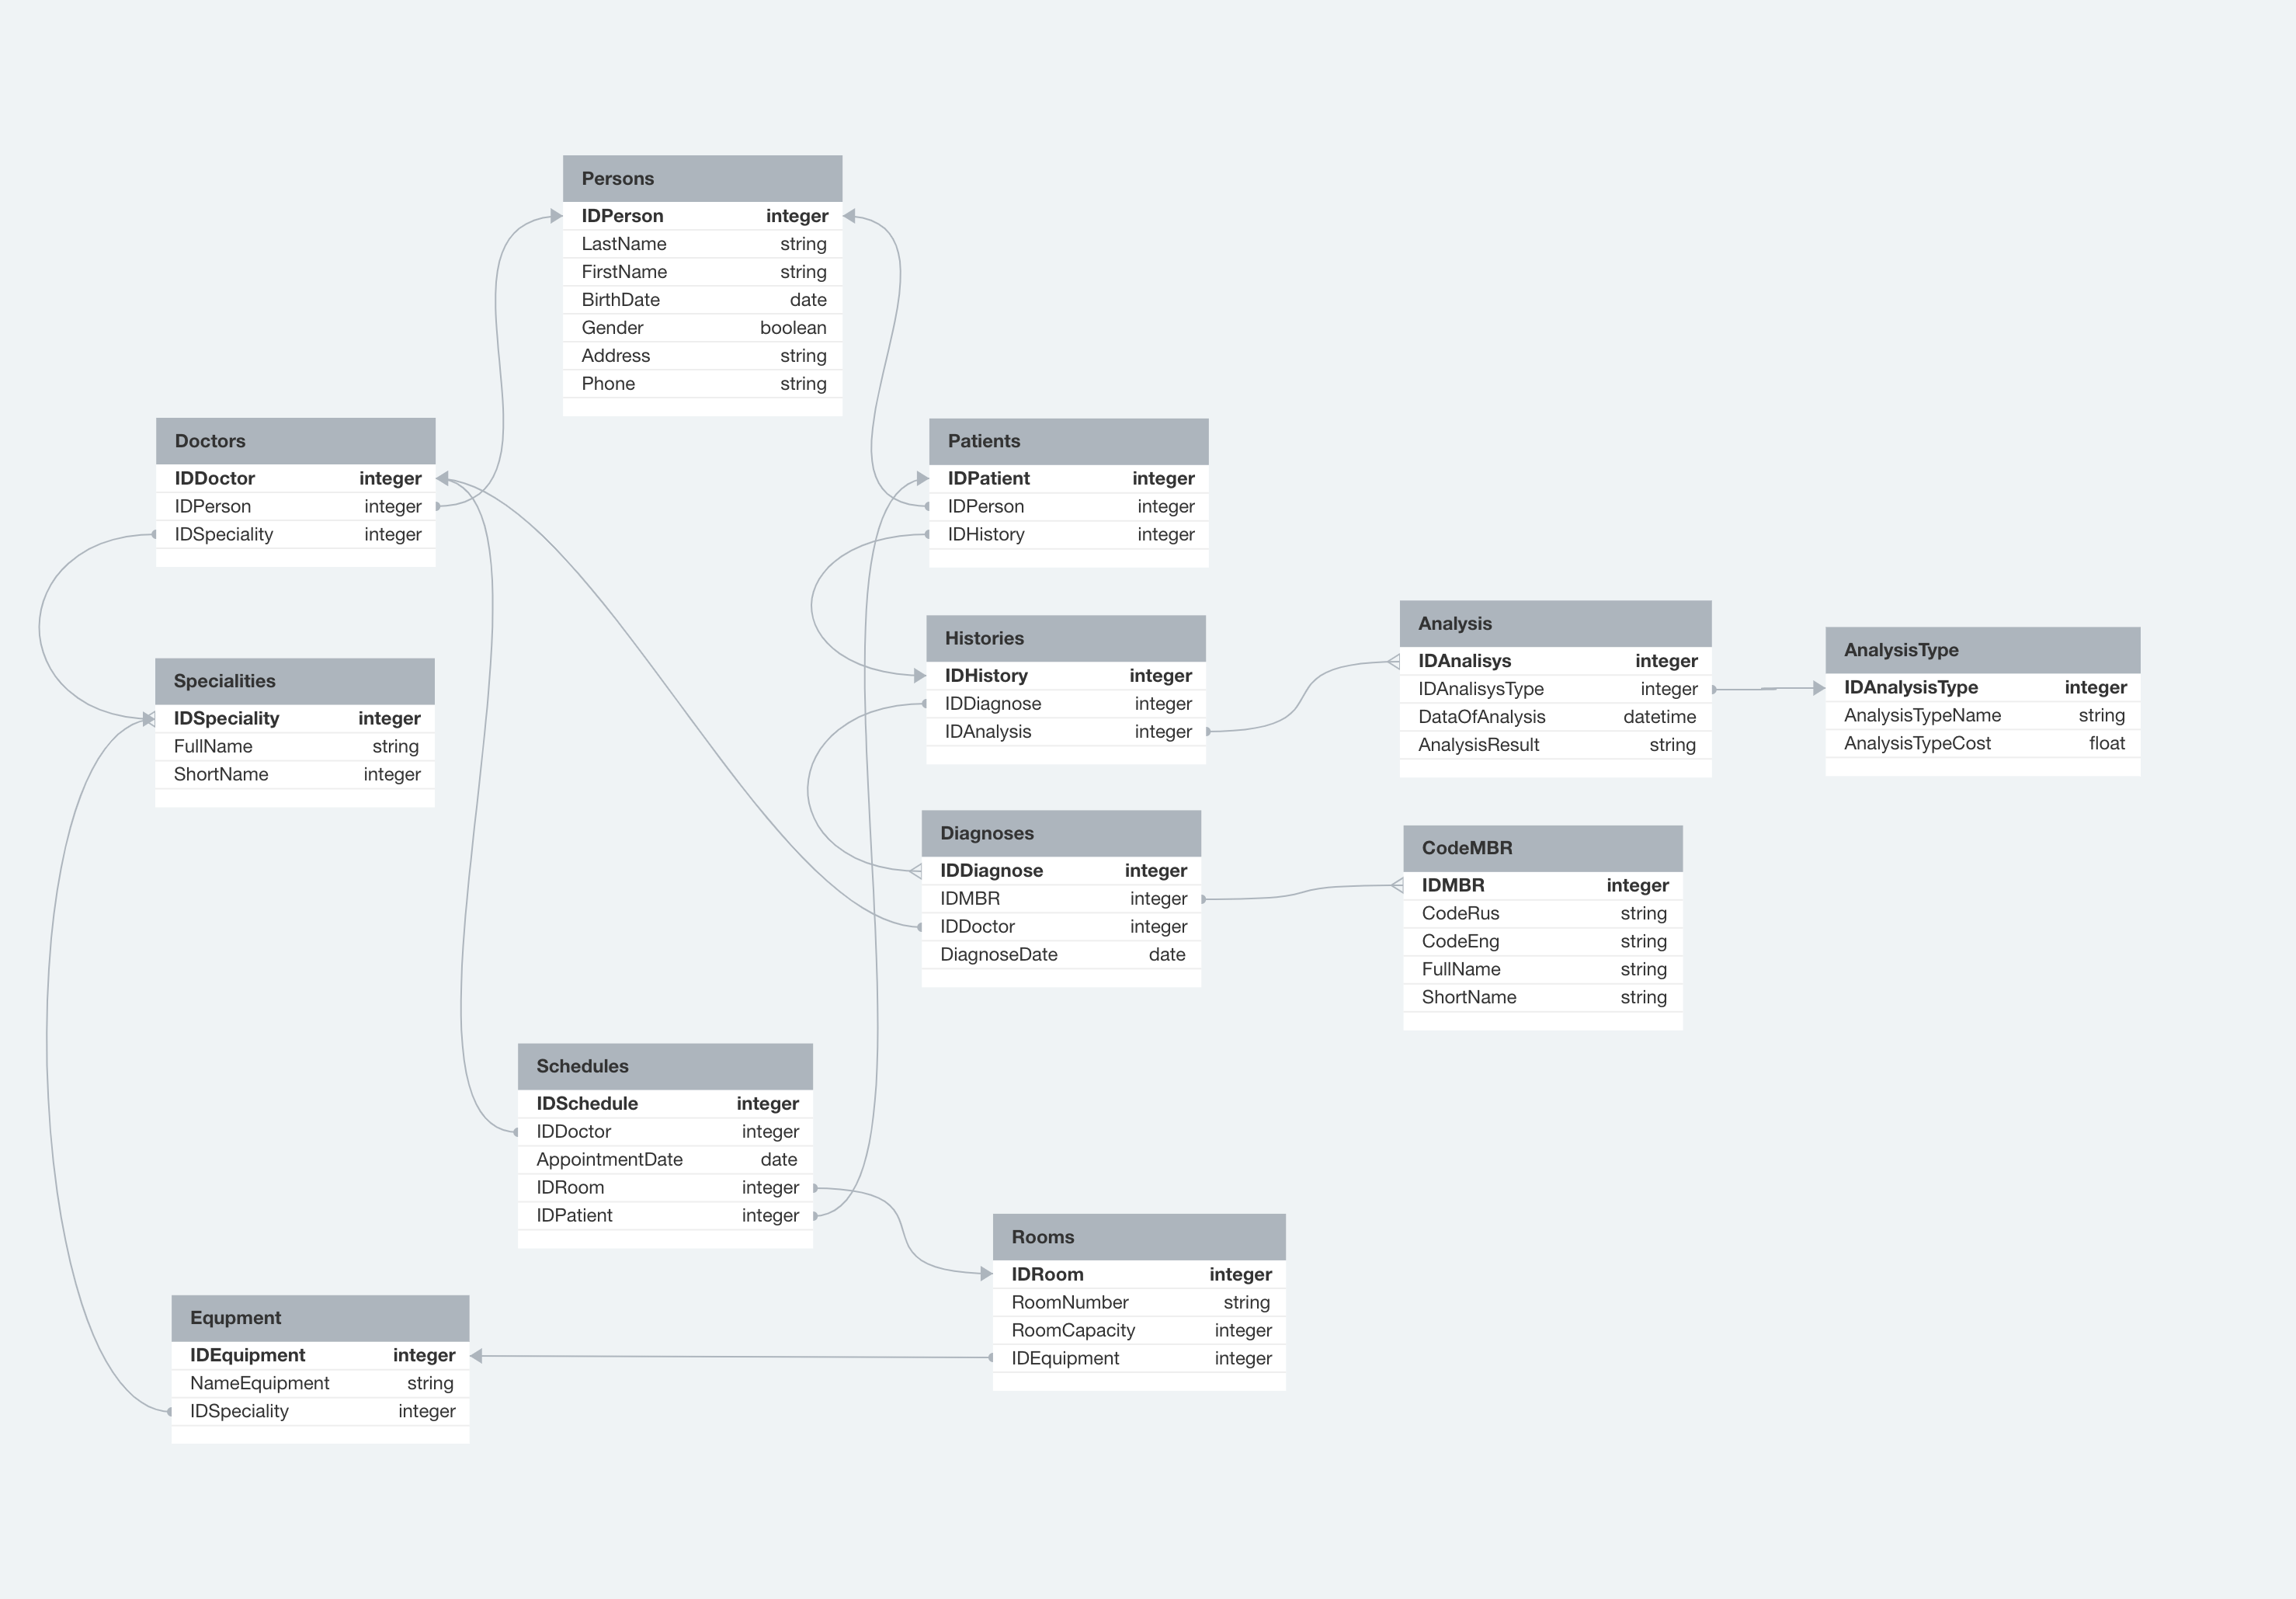 Persons
IDPerson integer
LastName string
FirstName string
BirthDate date
Gender boolean
Address string
Phone string
Doctors
IDDoctor integer
IDPerson integer
IDSpeciality integer
Patients
IDPatient integer
IDPerson integer
IDHistory integer
Specialities
IDSpeciality integer
FullName string
ShortName integer
Histories
IDHistory integer
IDDiagnose integer
IDAnalysis integer
Analysis
IDAnalisys integer
IDAnalisysType integer
DataOfAnalysis datetime
AnalysisResult string
AnalysisType
IDAnalysisType integer
AnalysisTypeName string
AnalysisTypeCost float
Diagnoses
IDDiagnose integer
IDMBR integer
IDDoctor integer
DiagnoseDate date
CodeMBR
IDMBR integer
CodeRus string
CodeEng string
FullName string
ShortName string
Schedules
IDSchedule integer
IDDoctor integer
AppointmentDate date
IDRoom integer
IDPatient integer
Rooms
IDRoom integer
RoomNumber string
RoomCapacity integer
IDEquipment integer
Equpment
IDEquipment integer
NameEquipment string
IDSpeciality integer